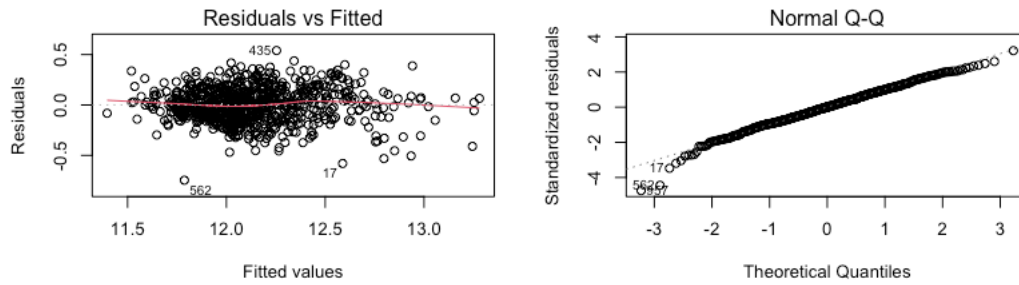 Residuals vs Fitted
Residuals
0.5
0.0
-0.5
435
17
562
11.5 12.0 12.5 13.0
Fitted values
Normal Q-Q
Standardized residuals
4
2
0
-2
-4
17
562
957
-3 -2 -1 0 1 2 3
Theoretical Quantiles